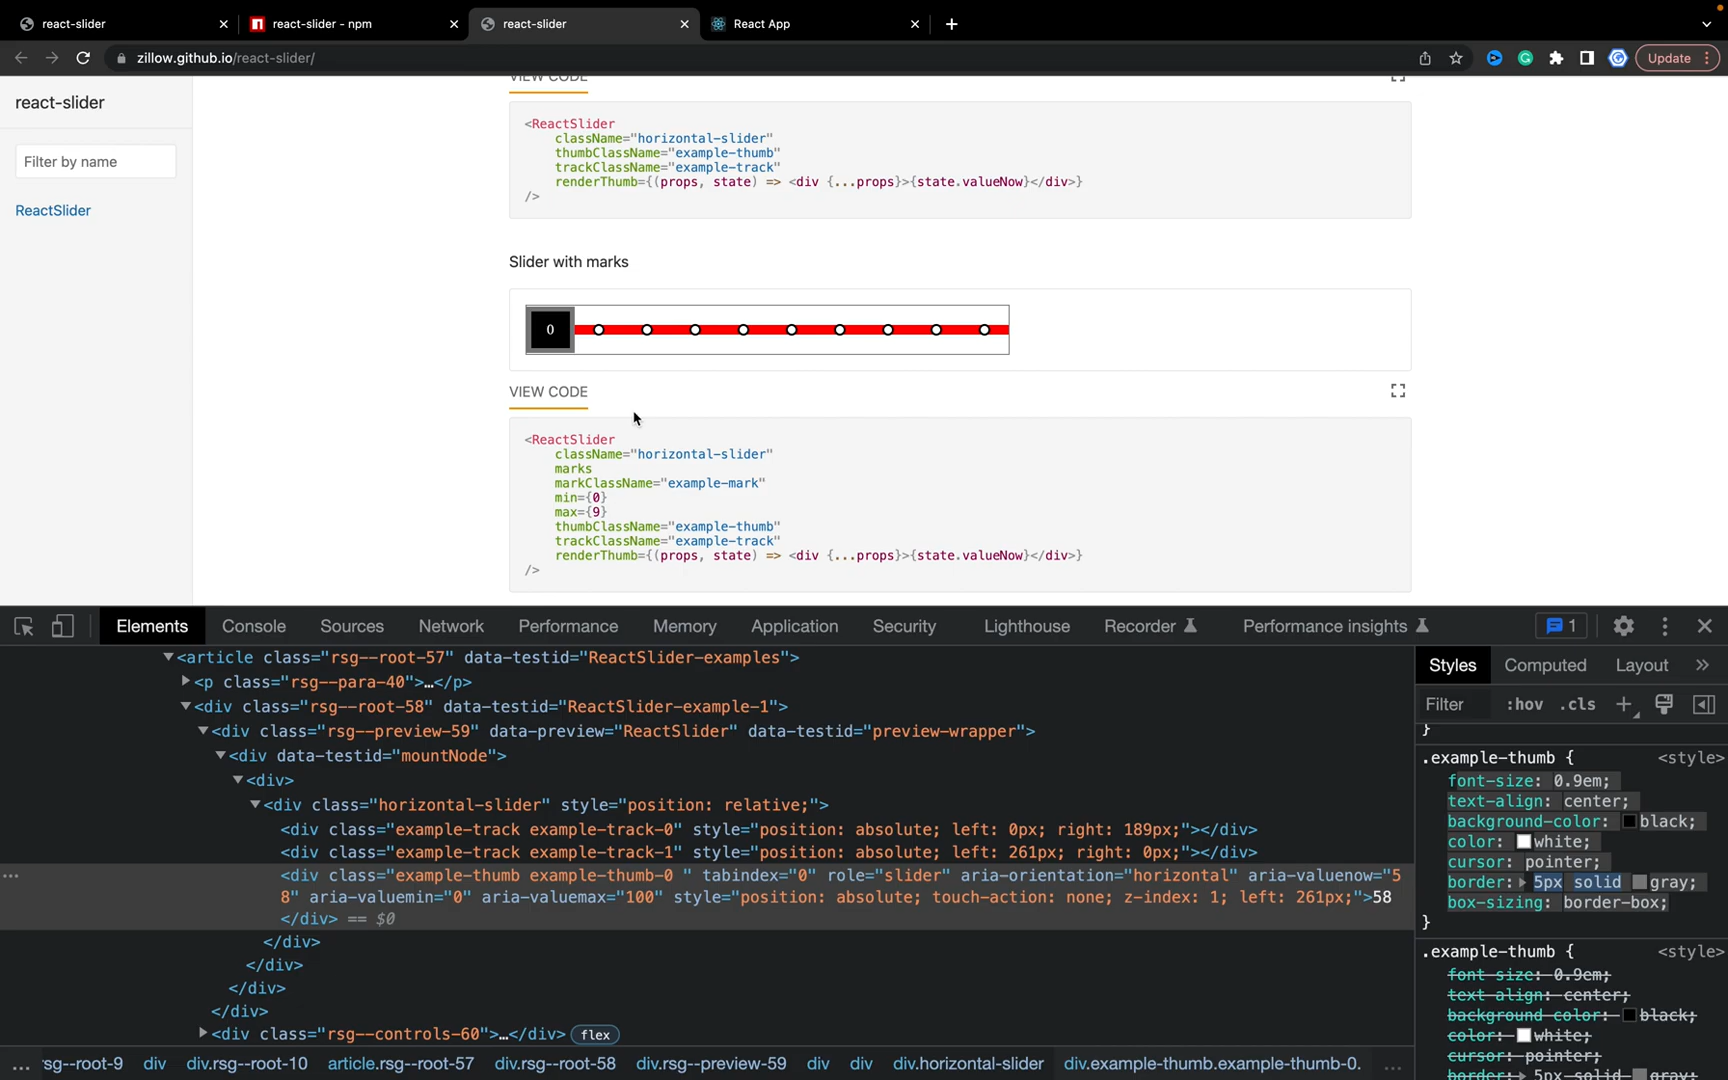 react-slider
react-slider - npm
react-slider
React App
zillow.github.io/react-slider/
Update
react-slider
Filter by name
ReactSlider
VIEW CODE
<ReactSlider
className="horizontal-slider"
thumbClassName="example-thumb"
trackClassName="example-track"
renderThumb={(props, state) => <div {...props}>{state.valueNow}</div>}
/>
Slider with marks
0
VIEW CODE
<ReactSlider
className="horizontal-slider"
marks
markClassName="example-mark"
min={0}
max={9}
thumbClassName="example-thumb"
trackClassName="example-track"
renderThumb={(props, state) => <div {...props}>{state.valueNow}</div>}
/>
Elements Console Sources Network Performance Memory Application Security Lighthouse Recorder Performance insights 1
<article class="rsg--root-57" data-testid="ReactSlider-examples">
<p class="rsg--para-40">…</p>
<div class="rsg--root-58" data-testid="ReactSlider-example-1">
<div class="rsg--preview-59" data-preview="ReactSlider" data-testid="preview-wrapper">
<div data-testid="mountNode">
<div>
<div class="horizontal-slider" style="position: relative;">
<div class="example-track example-track-0" style="position: absolute; left: 0px; right: 189px;"></div>
<div class="example-track example-track-1" style="position: absolute; left: 261px; right: 0px;"></div>
<div class="example-thumb example-thumb-0 " tabindex="0" role="slider" aria-orientation="horizontal" aria-valuenow="5
8" aria-valuemin="0" aria-valuemax="100" style="position: absolute; touch-action: none; z-index: 1; left: 261px;">58
</div> == $0
</div>
</div>
</div>
</div>
<div class="rsg--controls-60">…</div> flex
... rsg--root-9 div div.rsg--root-10 article.rsg--root-57 div.rsg--root-58 div.rsg--preview-59 div div div.horizontal-slider div.example-thumb.example-thumb-0. ...
Styles Computed Layout
Filter :hov .cls
}
.example-thumb { <style>
font-size: 0.9em;
text-align: center;
background-color: black;
color: white;
cursor: pointer;
border: 5px solid gray;
box-sizing: border-box;
}
.example-thumb { <style>
font-size: 0.9em;
text-align: center;
background-color: black;
color: white;
cursor: pointer;
border: 5px solid gray;